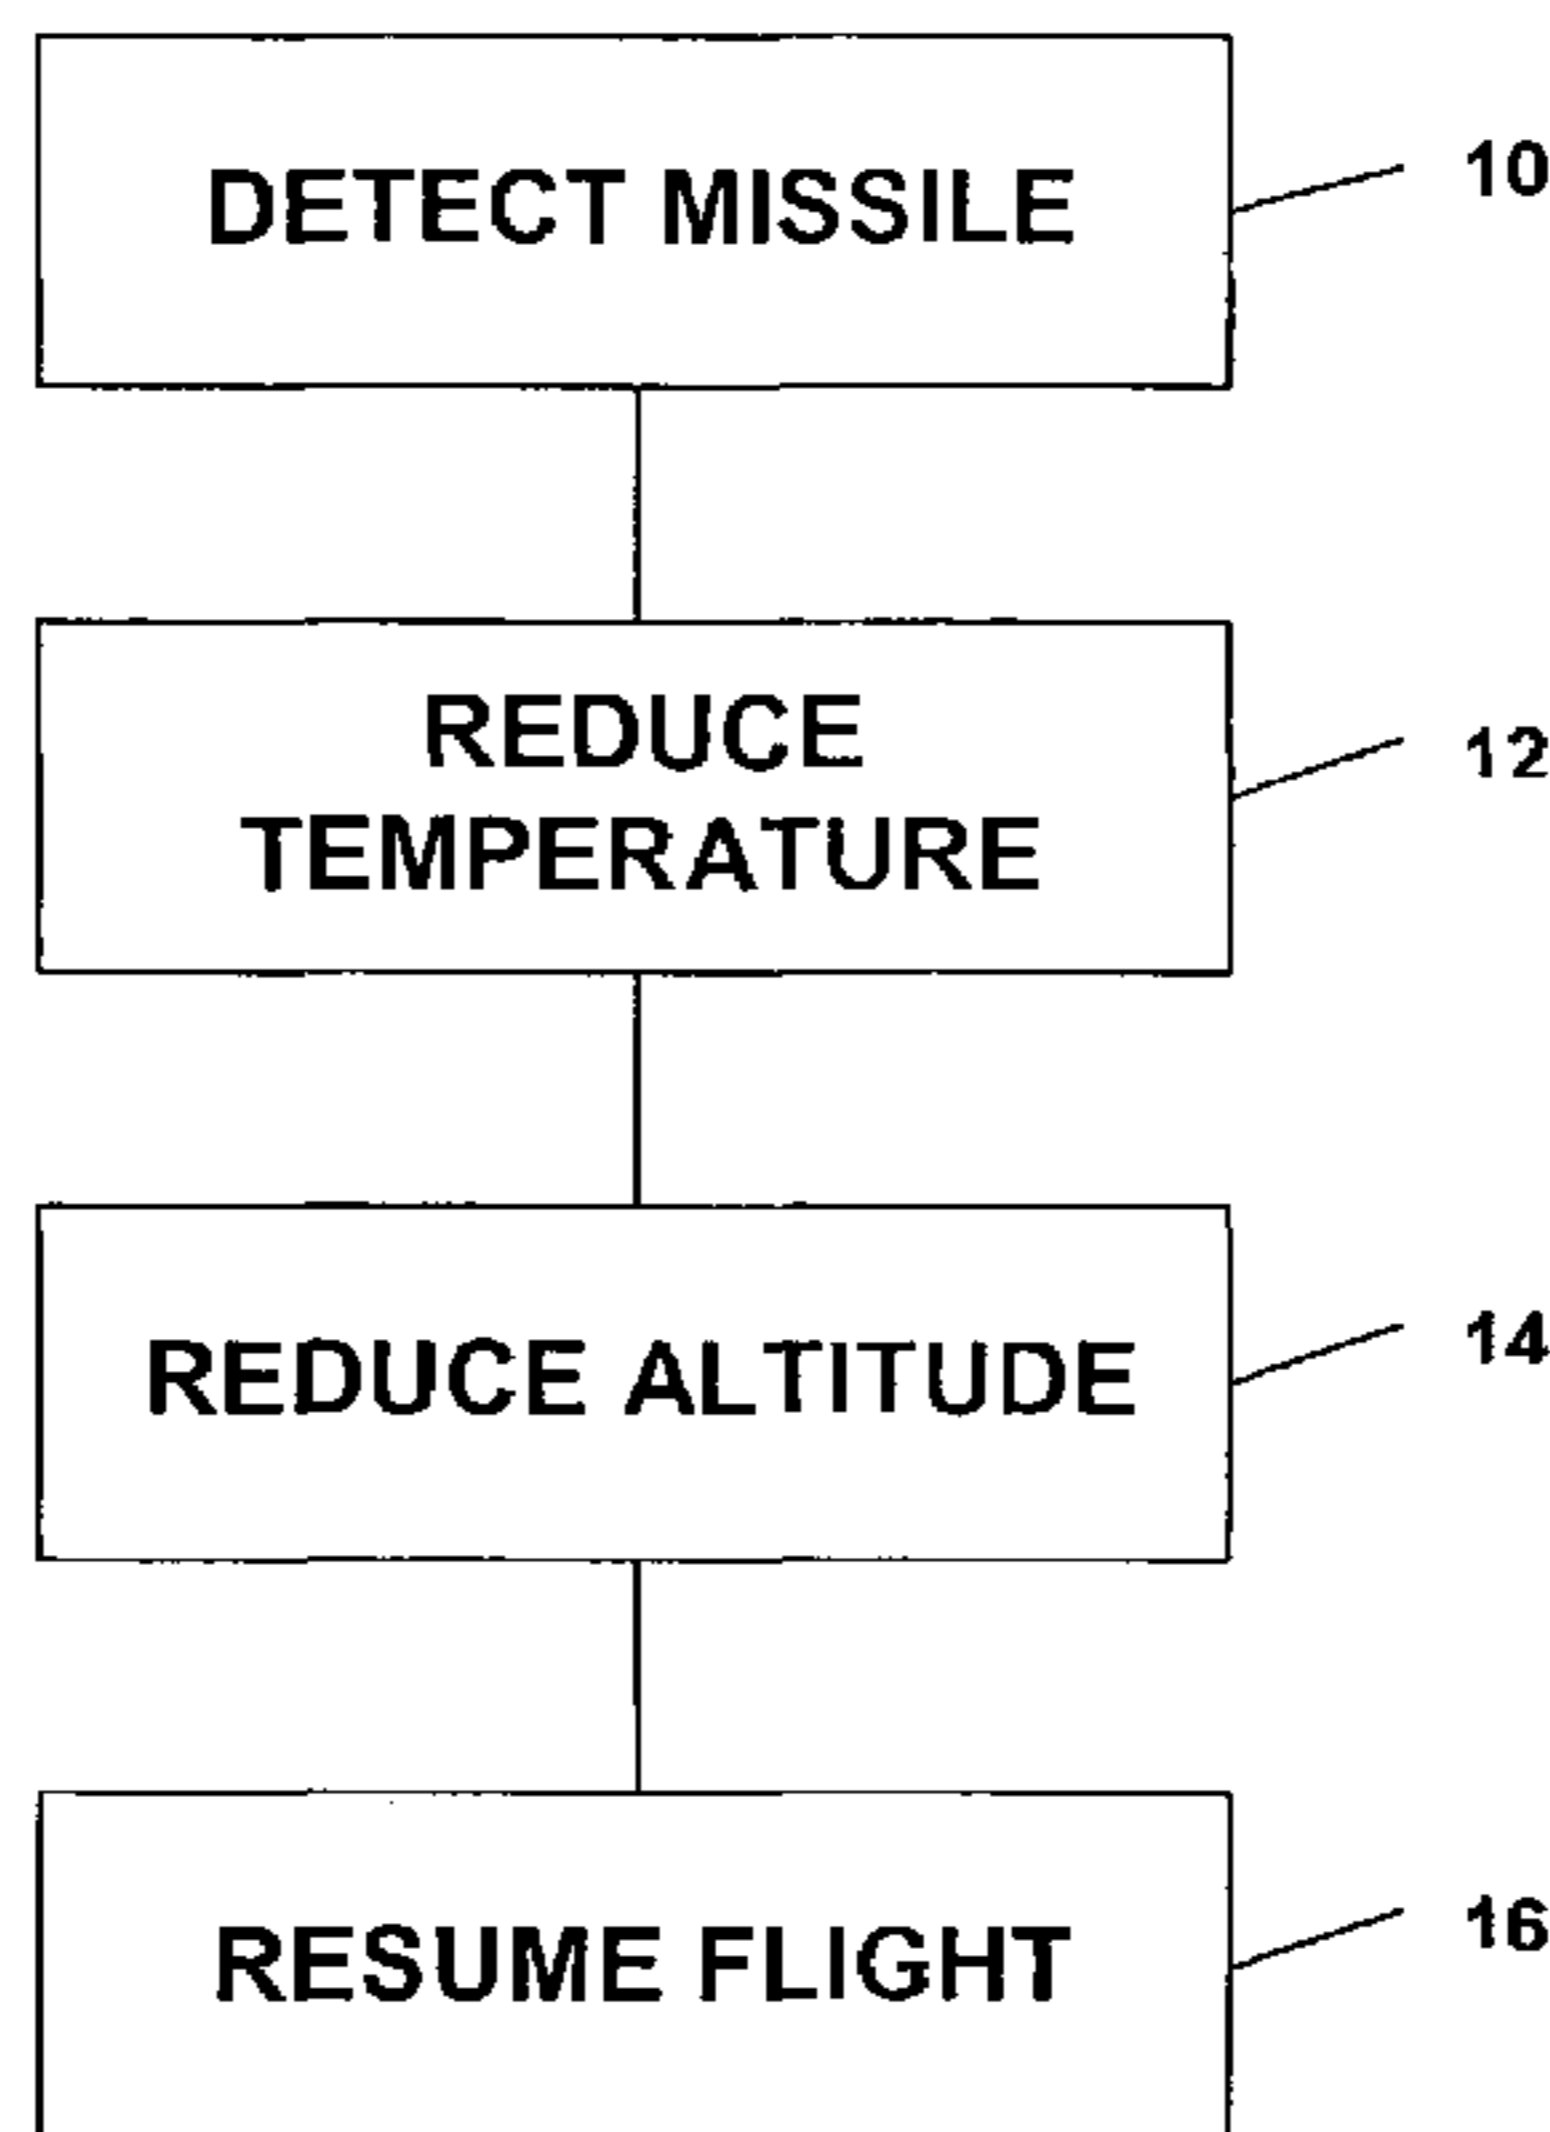 DETECT MISSILE
10
REDUCE
TEMPERATURE
12
REDUCE ALTITUDE
14
RESUME FLIGHT
16